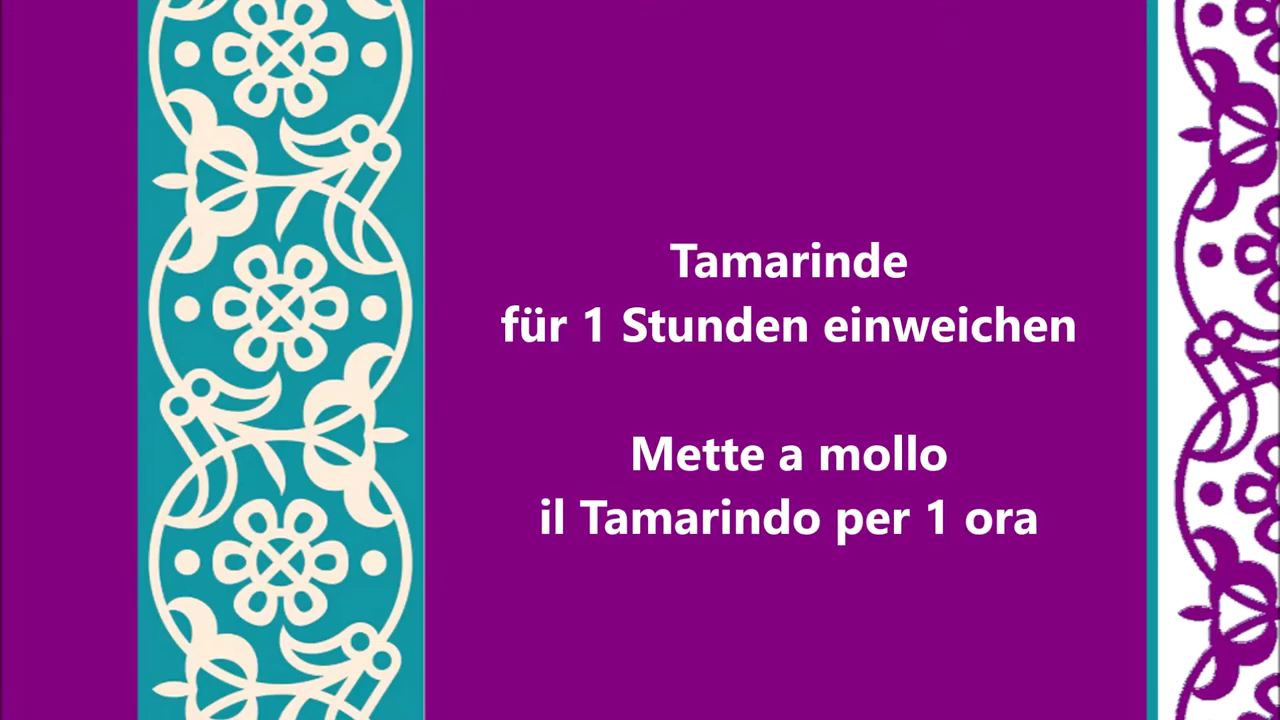 Tamarinde
für 1 Stunden einweichen
Mette a mollo
il Tamarindo per 1 ora